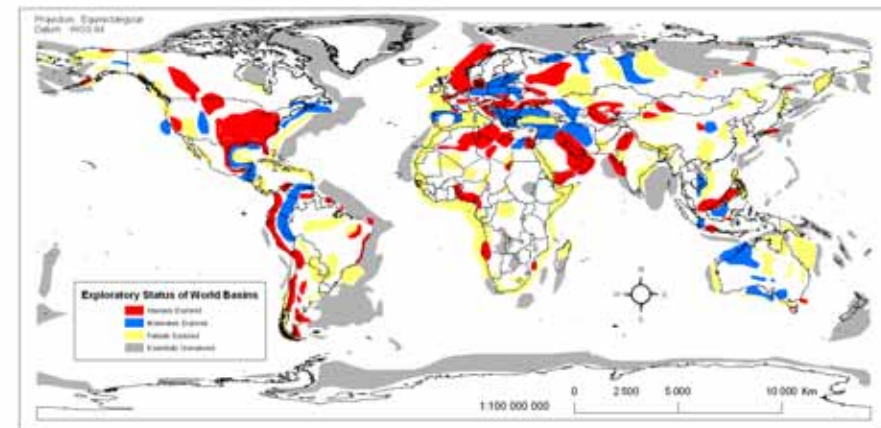 Projection: Equirectangular
Datum: WGS 84
Exploratory Status of World Basins
Intensely Explored
Moderately Explored
Partially Explored
Essentially Unexplored
1:100 000 000
0 2 500 5 000 10 000 Km